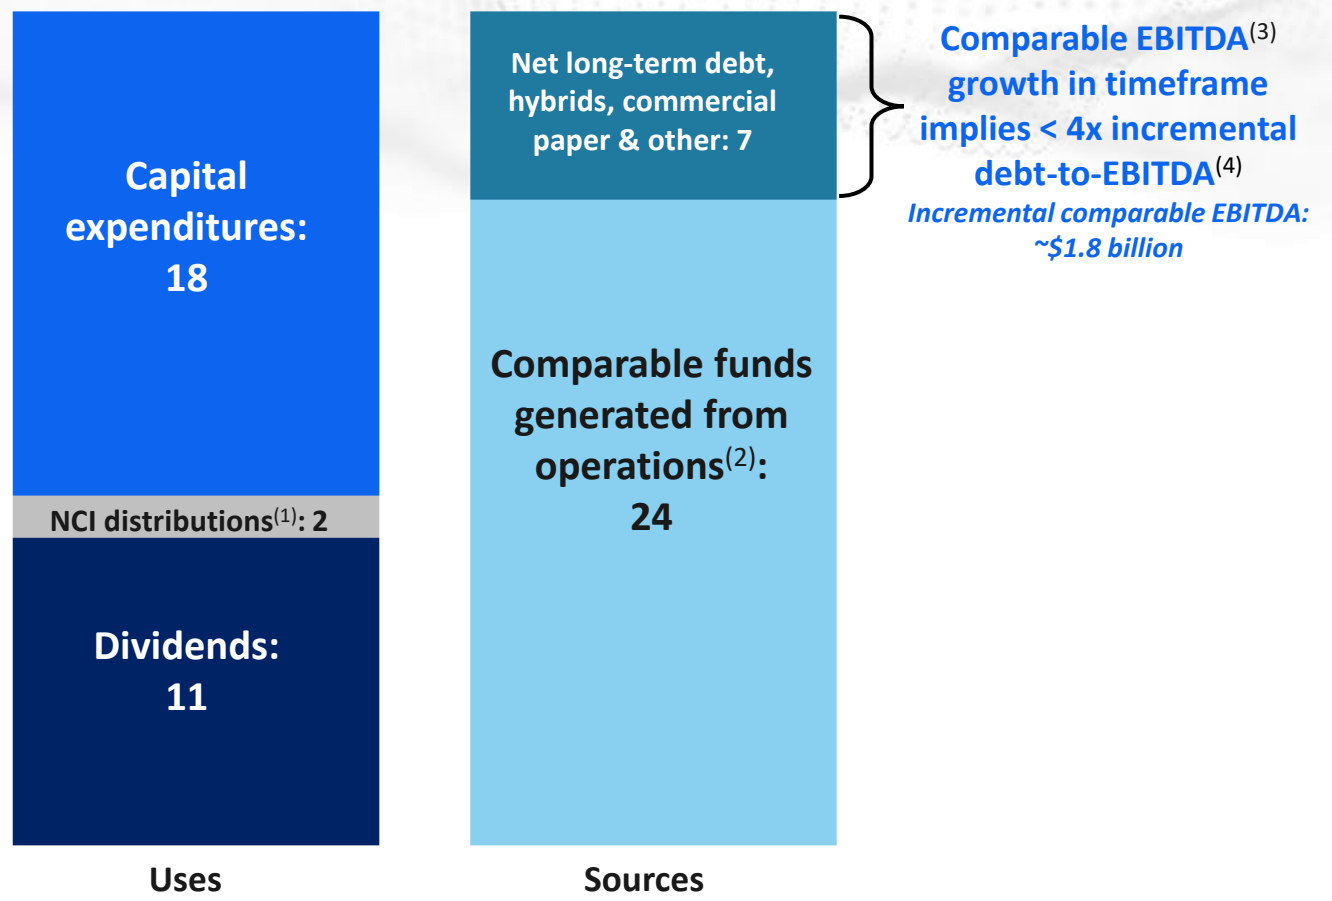 Capital
expenditures:
18
NCI distributions(1): 2
Dividends:
11
Uses
Net long-term debt,
hybrids, commercial
paper & other: 7
Comparable funds
generated from
operations(2):
24
Sources
Comparable EBITDA(3)
growth in timeframe
implies < 4x incremental
debt-to-EBITDA(4)
Incremental comparable EBITDA:
~$1.8 billion